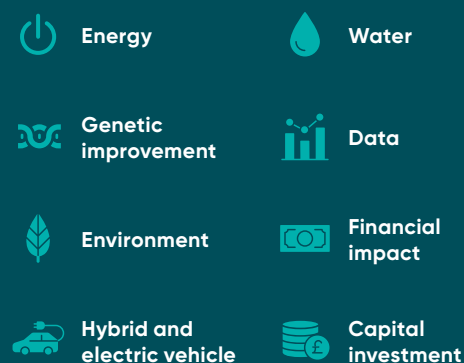 Energy
Water
Genetic
improvement
Data
Environment
Financial
impact
Hybrid and
electric vehicle
£
Capital
investment